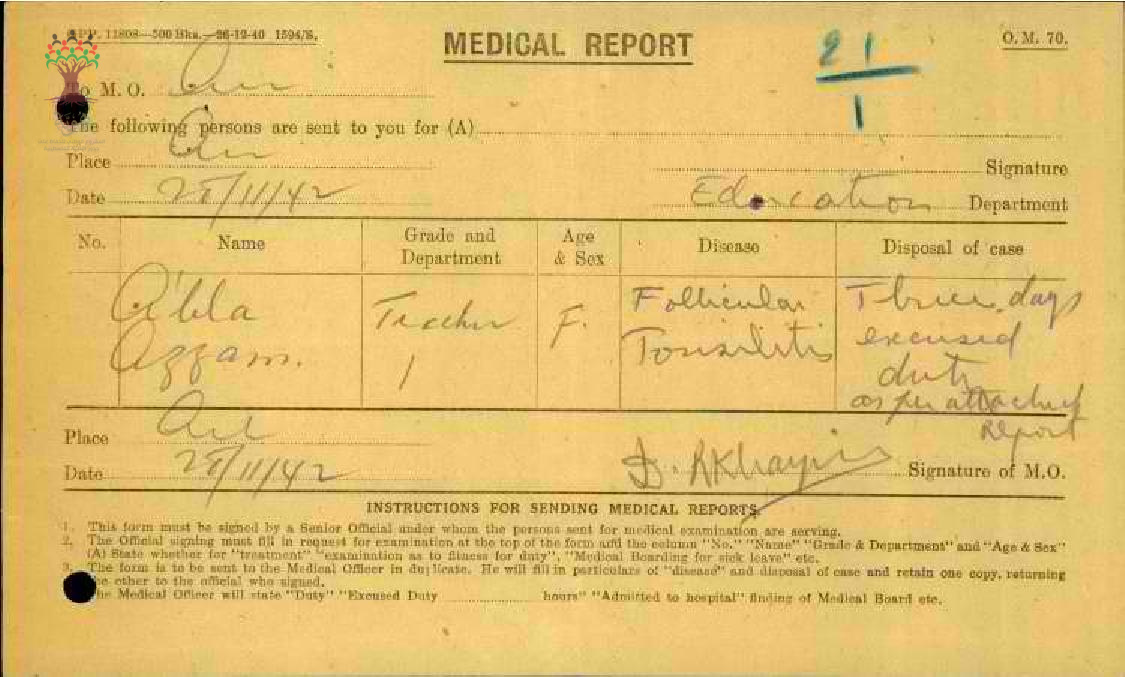 GPP. 11808—500 Bks.—26-12-40 1594/S.
MEDICAL REPORT
O. M. 70.
21
1
To M. O.
The following persons are sent to you for (A)
Place
Signature
Date 28/11/42 Education Department
No. Name Grade and Department Age & Sex Disease Disposal of case
Abla Azzam. Teacher 1 F. Follicular Tonsilitis Three days excused duty as per attached Report
Place
Date 28/11/42 Signature of M.O.
INSTRUCTIONS FOR SENDING MEDICAL REPORTS
1. This form must be signed by a Senior Official under whom the persons sent for medical examination are serving.
2. The Official signing must fill in request for examination at the top of the form and the column "No." "Name" "Grade & Department" and "Age & Sex"
(A) State whether for "treatment" "examination as to fitness for duty", "Medical Boarding for sick leave" etc.
3. The form is to be sent to the Medical Officer in duplicate. He will fill in particulars of "disease" and disposal of case and retain one copy, returning
the other to the official who signed.
The Medical Officer will state "Duty" "Excused Duty hours" "Admitted to hospital" finding of Medical Board etc.